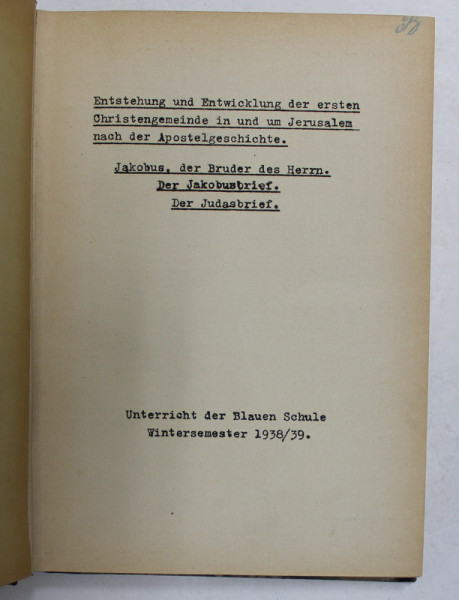 Entstehung und Entwicklung der ersten
Christengemeinde in und um Jerusalem
nach der Apostelgeschichte.
Jakobus, der Bruder des Herrn.
Der Jakobusbrief.
Der Judasbrief.
Unterricht der Blauen Schule
Wintersemester 1938/39.